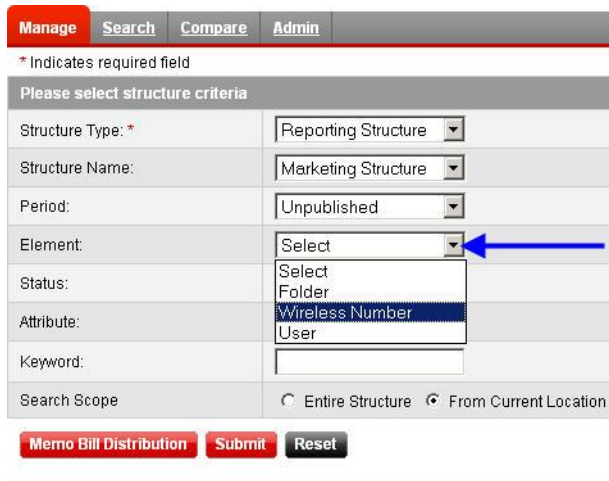 Manage Search Compare Admin
* Indicates required field
Please select structure criteria
Structure Type: * Reporting Structure
Structure Name: Marketing Structure
Period: Unpublished
Element: Select
Select
Folder
Status:
Wireless Number
Attribute:
User
Keyword:
Search Scope Entire Structure From Current Location
Memo Bill Distribution Submit Reset